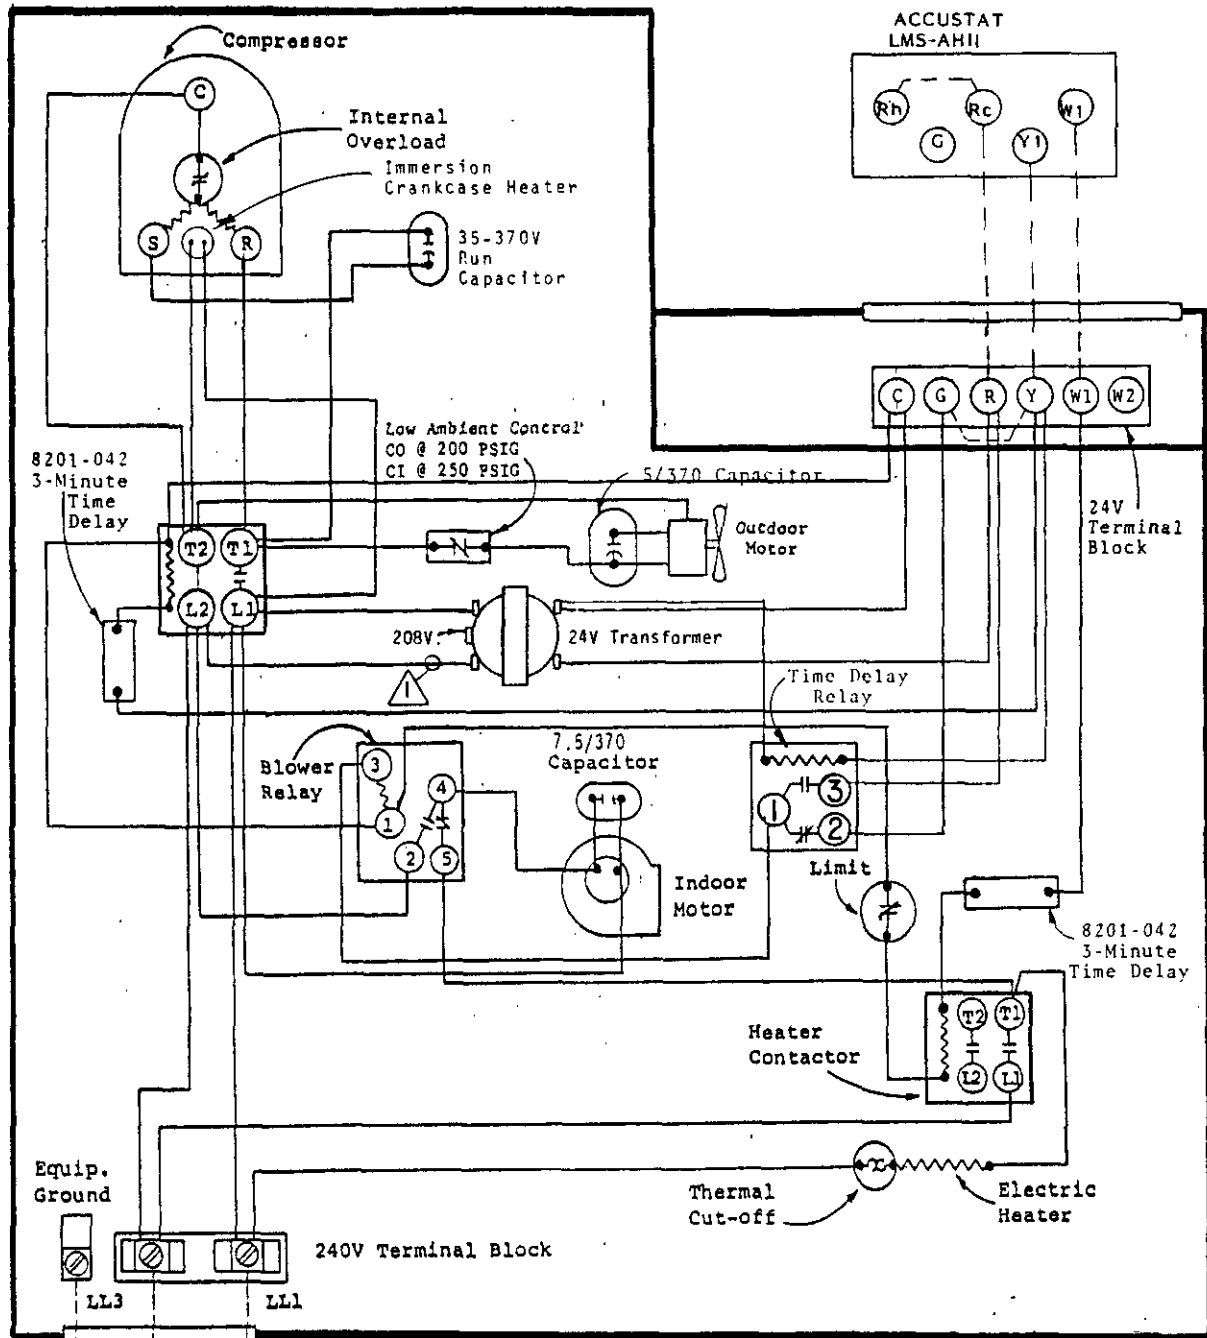 ACCUSTAT
LMS-AH11
Compressor
C
Rh
Rc
W1
G
Y1
Internal
Overload
Immersion
Crankcase Heater
S
R
35-370V
Run
Capacitor
C
G
R
Y
W1
W2
Low Ambient Control
CO @ 200 PSIG
CI @ 250 PSIG
8201-042
3-Minute
Time
Delay
5/370 Capacitor
24V
Terminal
Block
Outdoor
Motor
T2
T1
L2
L1
208V.
24V Transformer
1
Time Delay
Relay
Blower
Relay
7.5/370
Capacitor
3
4
1
2
5
1
3
2
Limit
Indoor
Motor
8201-042
3-Minute
Time Delay
Heater
Contactor
T2
T1
L2
L1
Equip.
Ground
Thermal
Cut-off
Electric
Heater
240V Terminal Block
LL3
LL1